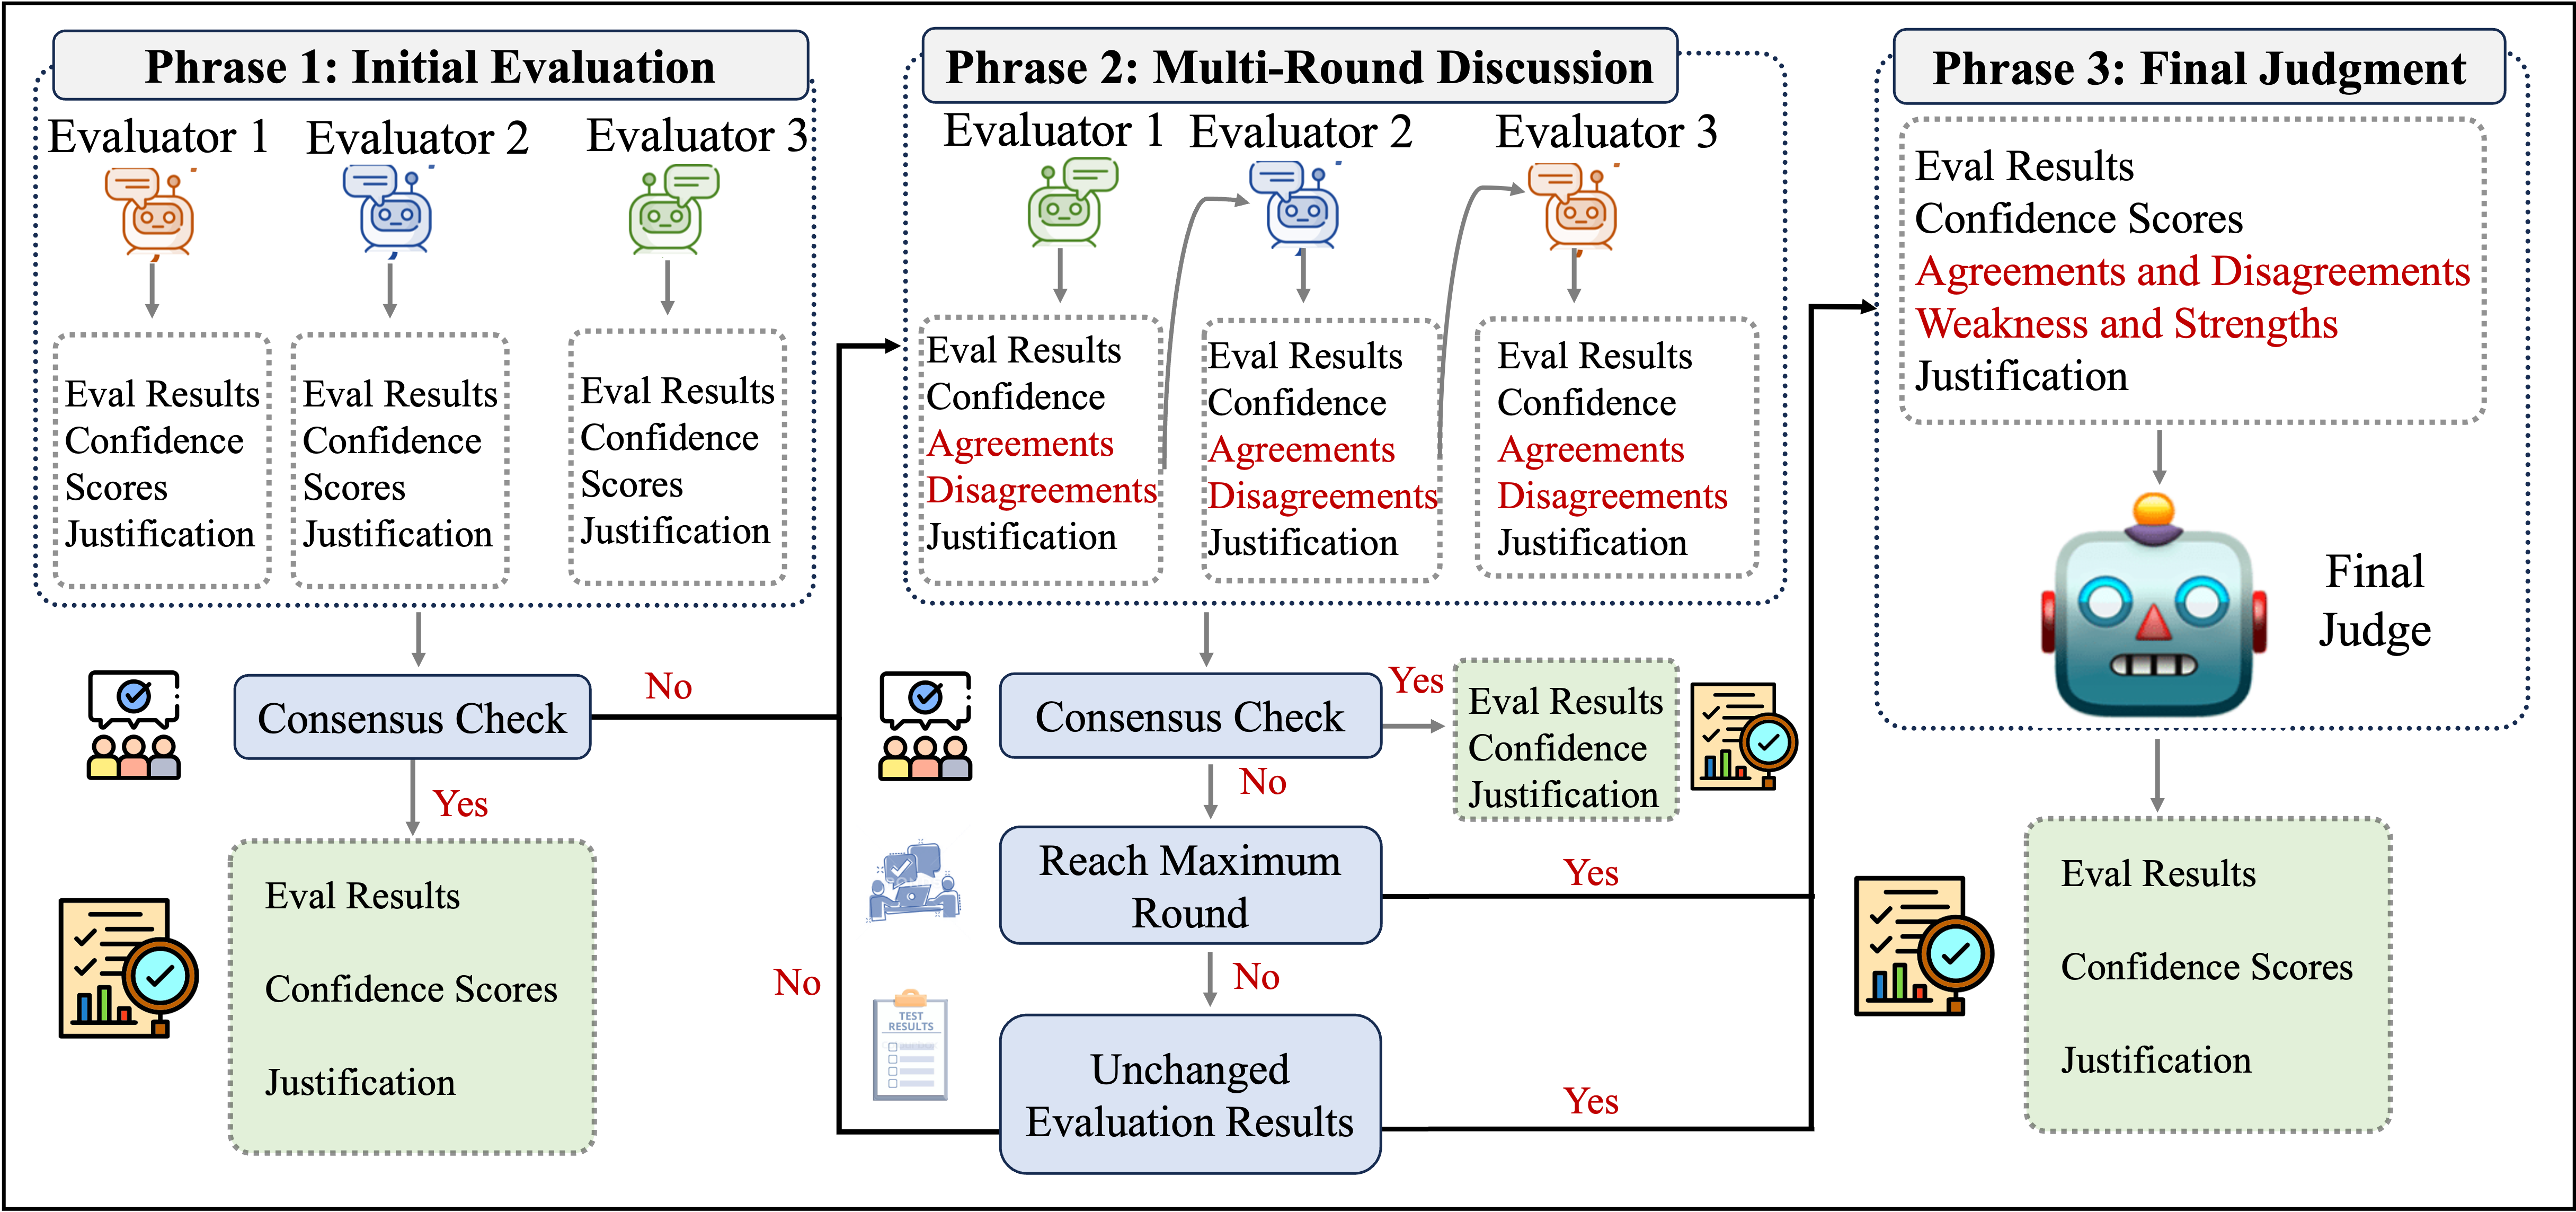 Phrase 1: Initial Evaluation
Evaluator 1
Evaluator 2
Evaluator 3
Eval Results
Confidence
Scores
Justification
Eval Results
Confidence
Scores
Justification
Eval Results
Confidence
Scores
Justification
Consensus Check
No
Yes
Eval Results
Confidence Scores
Justification
Phrase 2: Multi-Round Discussion
Evaluator 1
Evaluator 2
Evaluator 3
Eval Results
Confidence
Agreements
Disagreements
Justification
Eval Results
Confidence
Agreements
Disagreements
Justification
Eval Results
Confidence
Agreements
Disagreements
Justification
Consensus Check
Yes
Eval Results
Confidence
Justification
No
Reach Maximum
Round
Yes
No
No
TEST
RESULTS
Unchanged
Evaluation Results
Yes
Phrase 3: Final Judgment
Eval Results
Confidence Scores
Agreements and Disagreements
Weakness and Strengths
Justification
Final
Judge
Eval Results
Confidence Scores
Justification